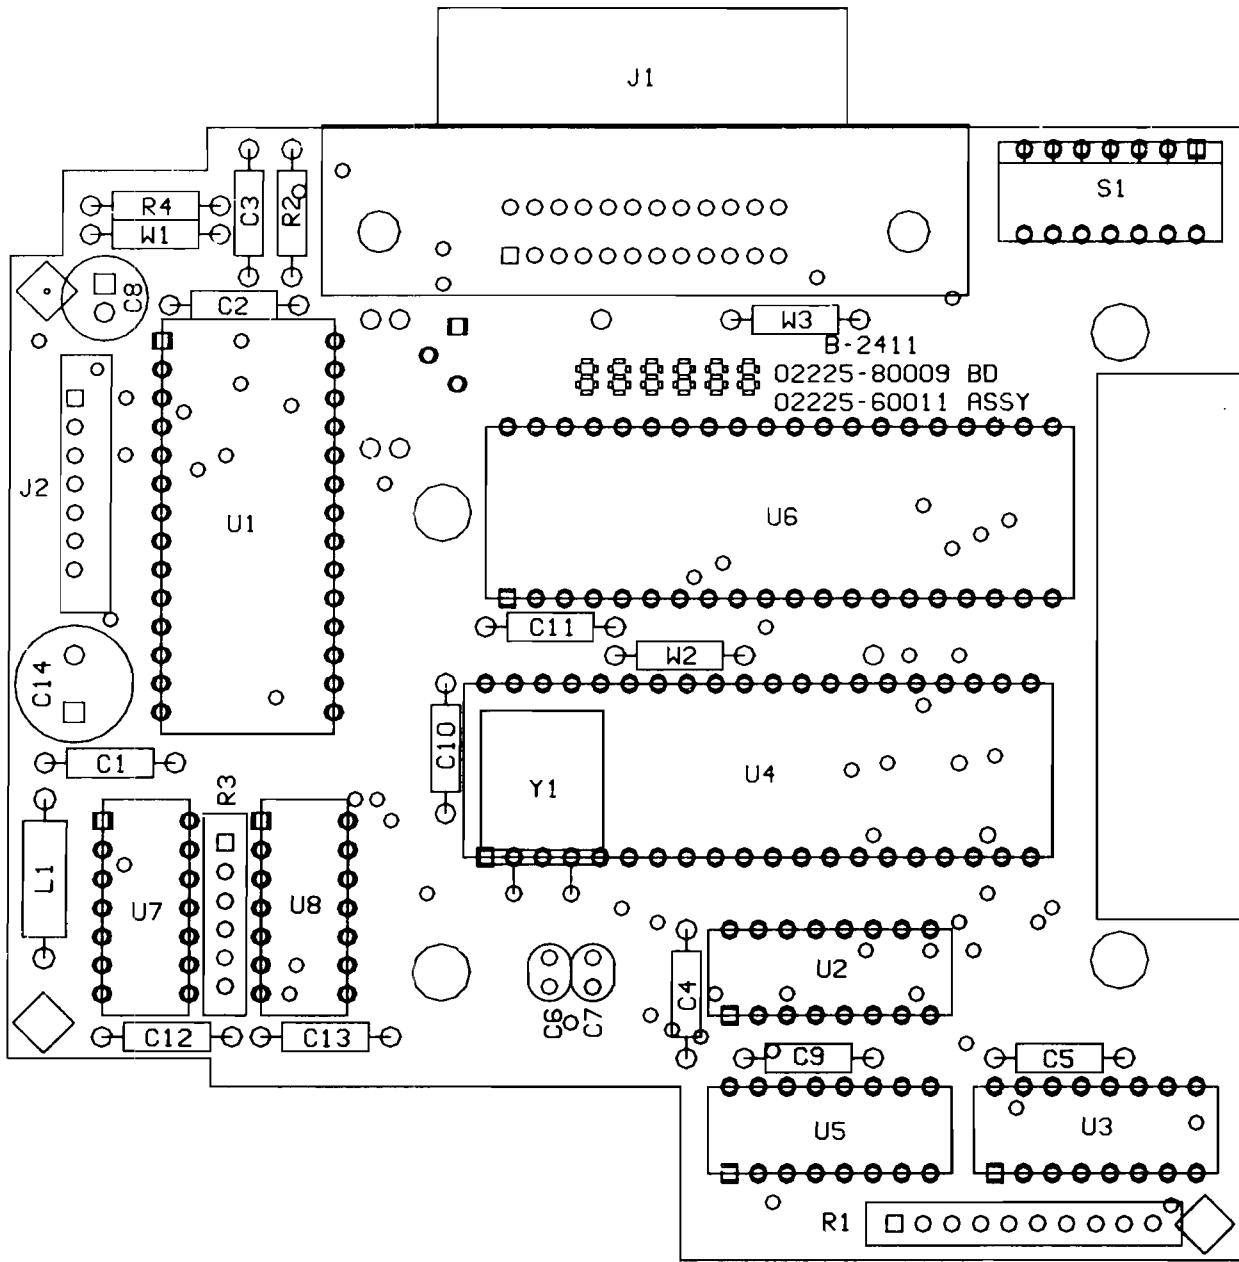 J1
S1
R4
W1
C3
R2
C8
C2
W3
B-2411
02225-80009 BD
02225-60011 ASSY
J2
U1
U6
C11
W2
C14
C10
C1
Y1
U4
R3
L1
U7
U8
U2
C4
C6
C7
C12
C13
C9
C5
U5
U3
R1